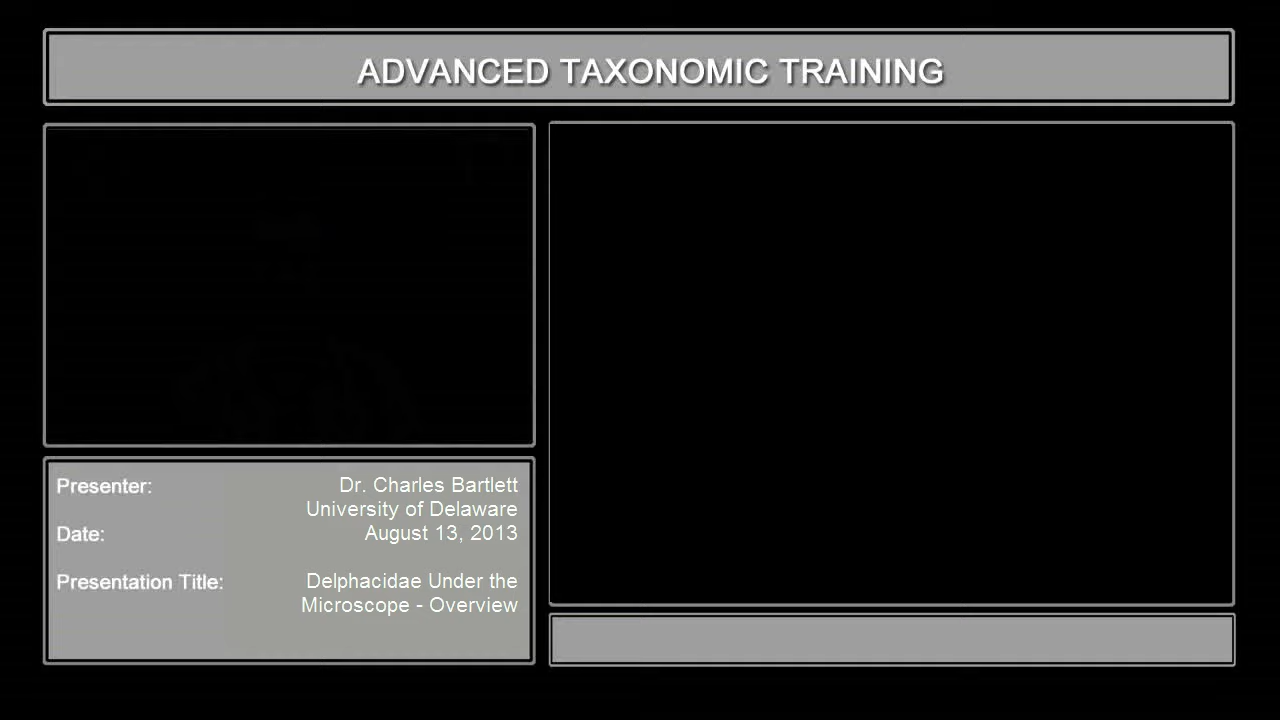 ADVANCED TAXONOMIC TRAINING
Presenter: Dr. Charles Bartlett
University of Delaware
Date: August 13, 2013
Presentation Title: Delphacidae Under the
Microscope - Overview